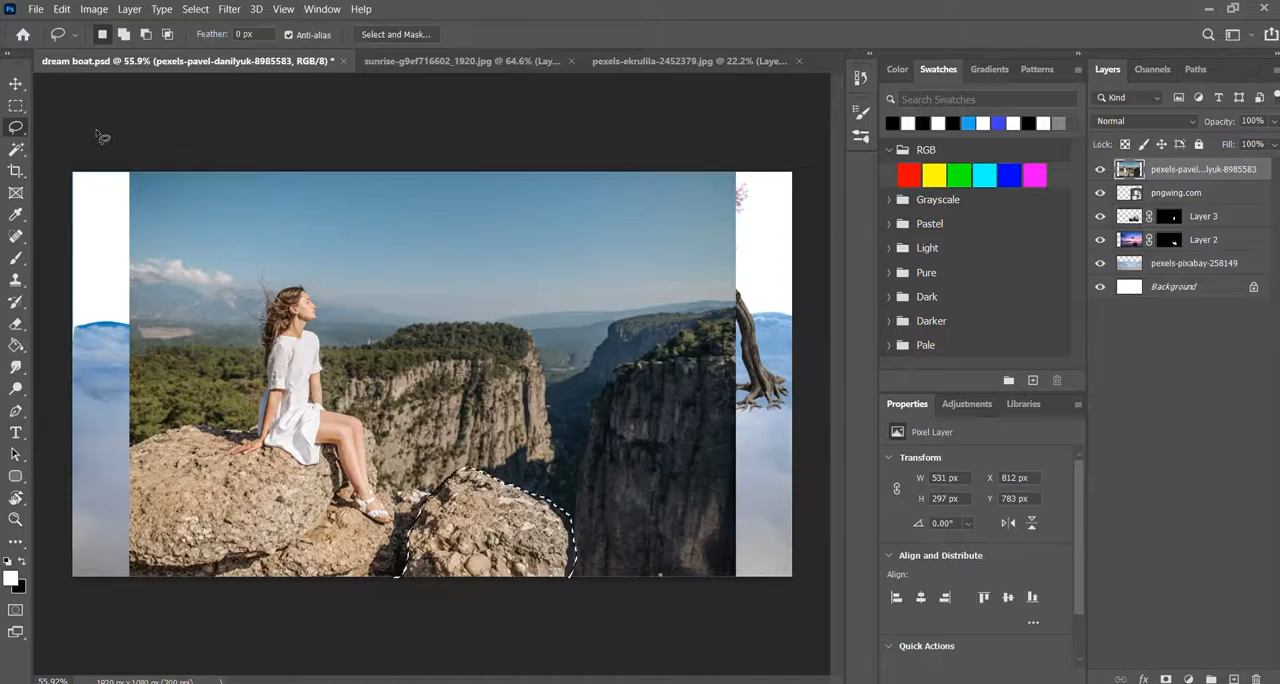 Ps File Edit Image Layer Type Select Filter 3D View Window Help
Feather: 0 px Anti-alias Select and Mask...
dream boat.psd @ 55.9% (pexels-pavel-danilyuk-8985583, RGB/8) * × sunrise-g9ef716602_1920.jpg @ 64.6% (Lay... × pexels-ekrulila-2452379.jpg @ 22.2% (Laye... ×
Color Swatches Gradients Patterns
Search Swatches
RGB
Grayscale
Pastel
Light
Pure
Dark
Darker
Pale
Properties Adjustments Libraries
Pixel Layer
Transform
W 531 px X 812 px
H 297 px Y 783 px
0.00°
Align and Distribute
Align:
...
Quick Actions
Layers Channels Paths
Kind
Normal Opacity: 100%
Lock: Fill: 100%
pexels-pavel...lyuk-8985583
pngwing.com
Layer 3
Layer 2
pexels-pixabay-258149
Background
fx
55.92% 1920 px x 1080 px (300 ppi)